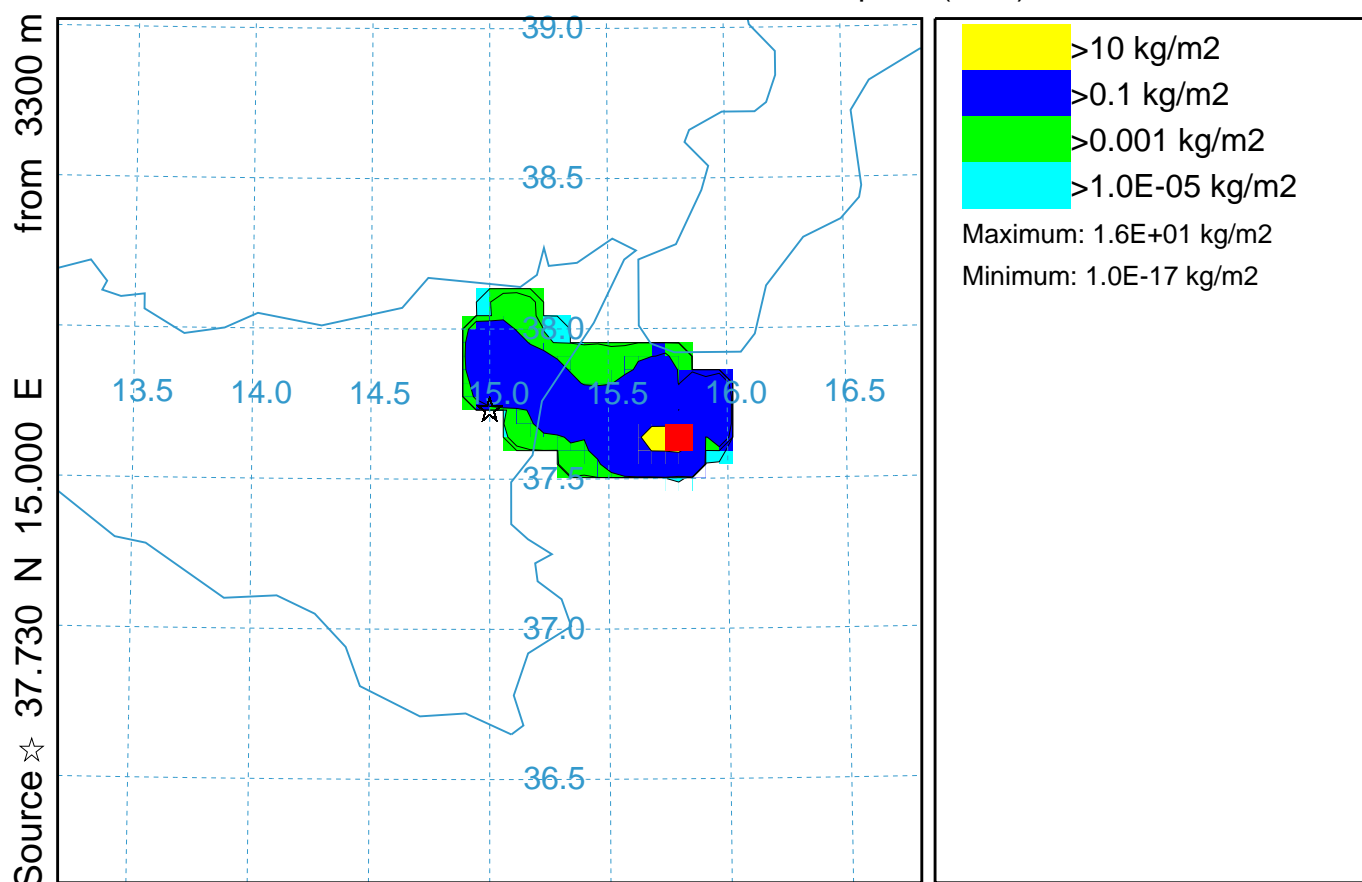 Source ☆ 37.730 N 15.000 E from 3300 m
39.0
38.5
38.0
13.5 14.0 14.5 15.0 15.5 16.0 16.5
37.5
37.0
36.5
>10 kg/m2
>0.1 kg/m2
>0.001 kg/m2
>1.0E-05 kg/m2
Maximum: 1.6E+01 kg/m2
Minimum: 1.0E-17 kg/m2